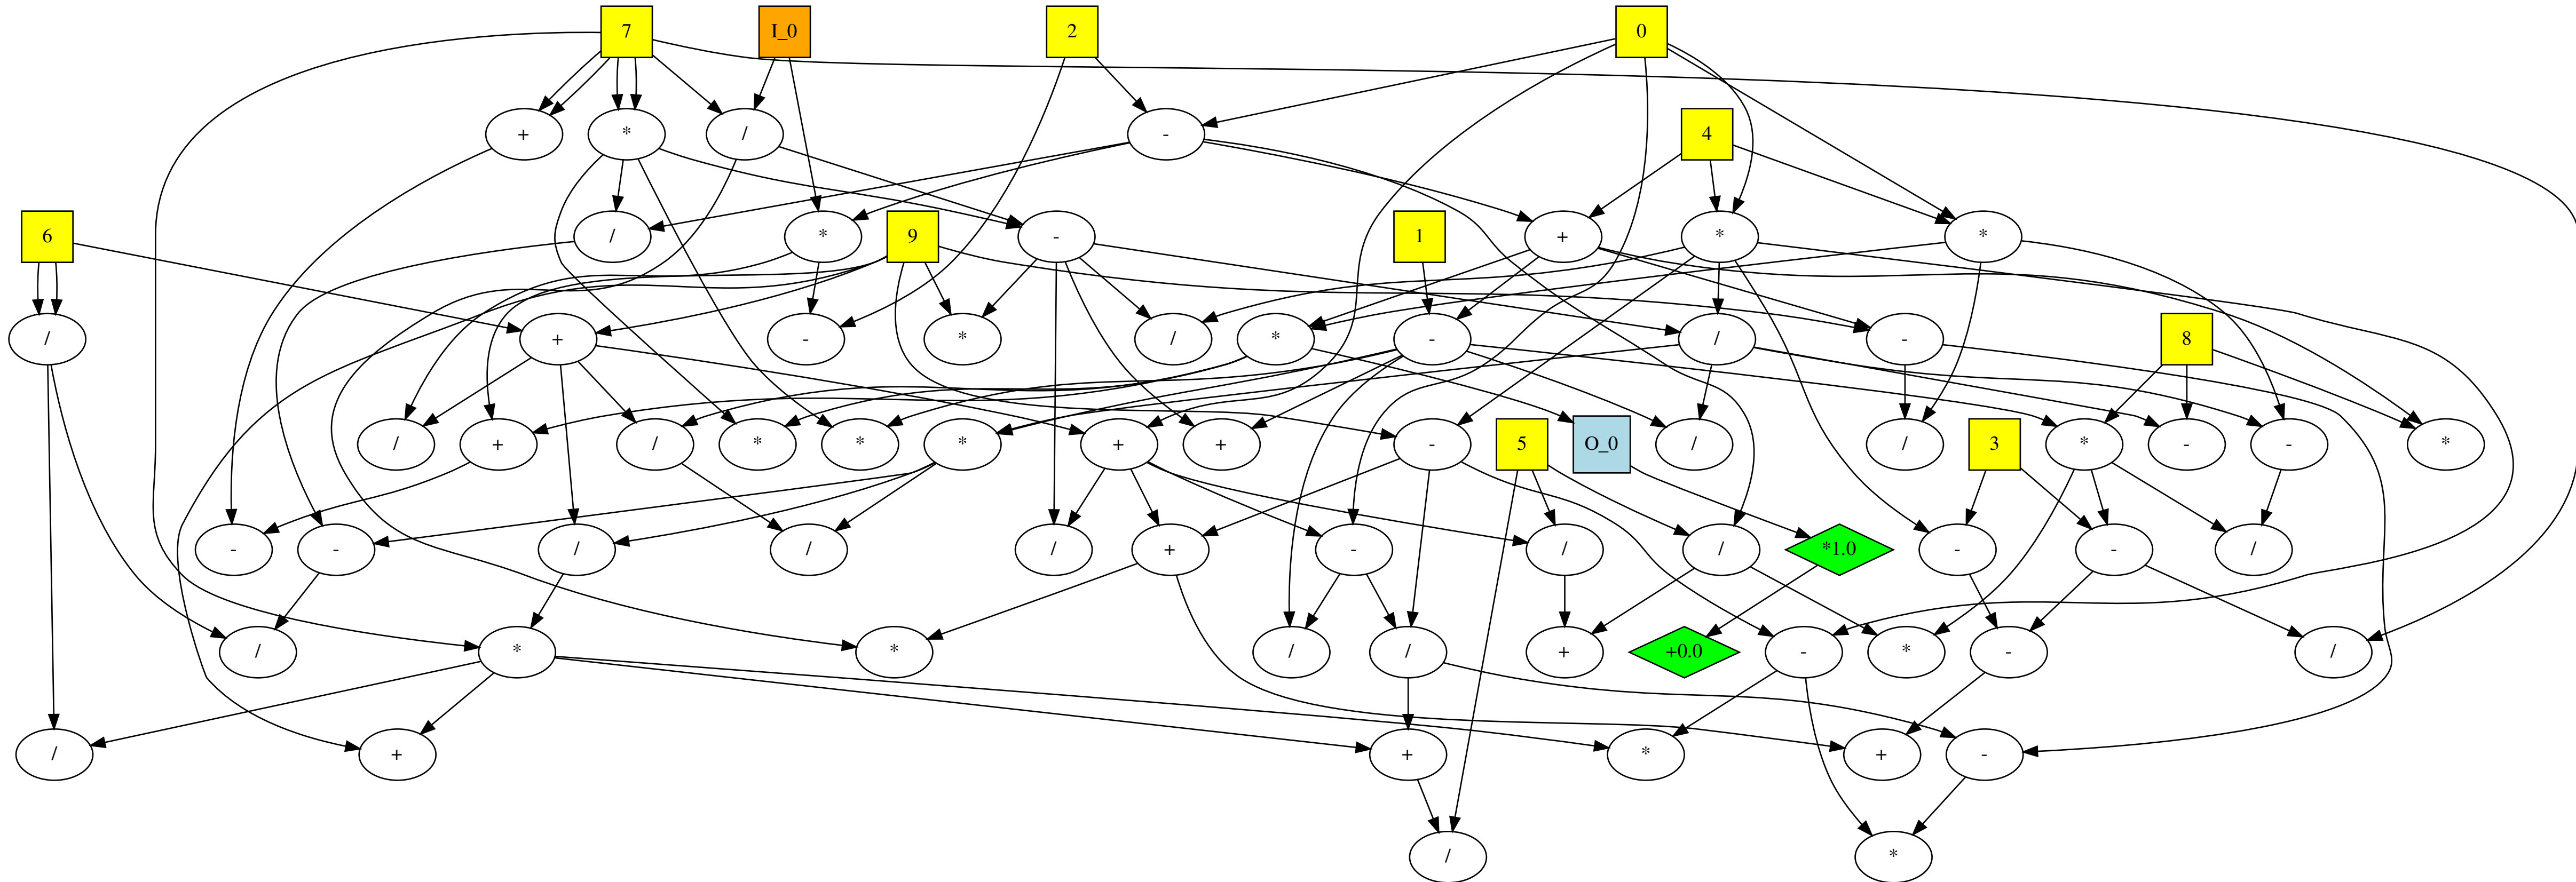 7 I_0 2 0
+ * / - 4
6 / * 9 - 1 + * *
/ + - * / * - / - 8
/ + / * * * + + - 5 O_0 / / 3 * - - *
- - / / / + - / / *1.0 - - /
/ * * / / + +0.0 - * - /
/ + + * + -
/ *